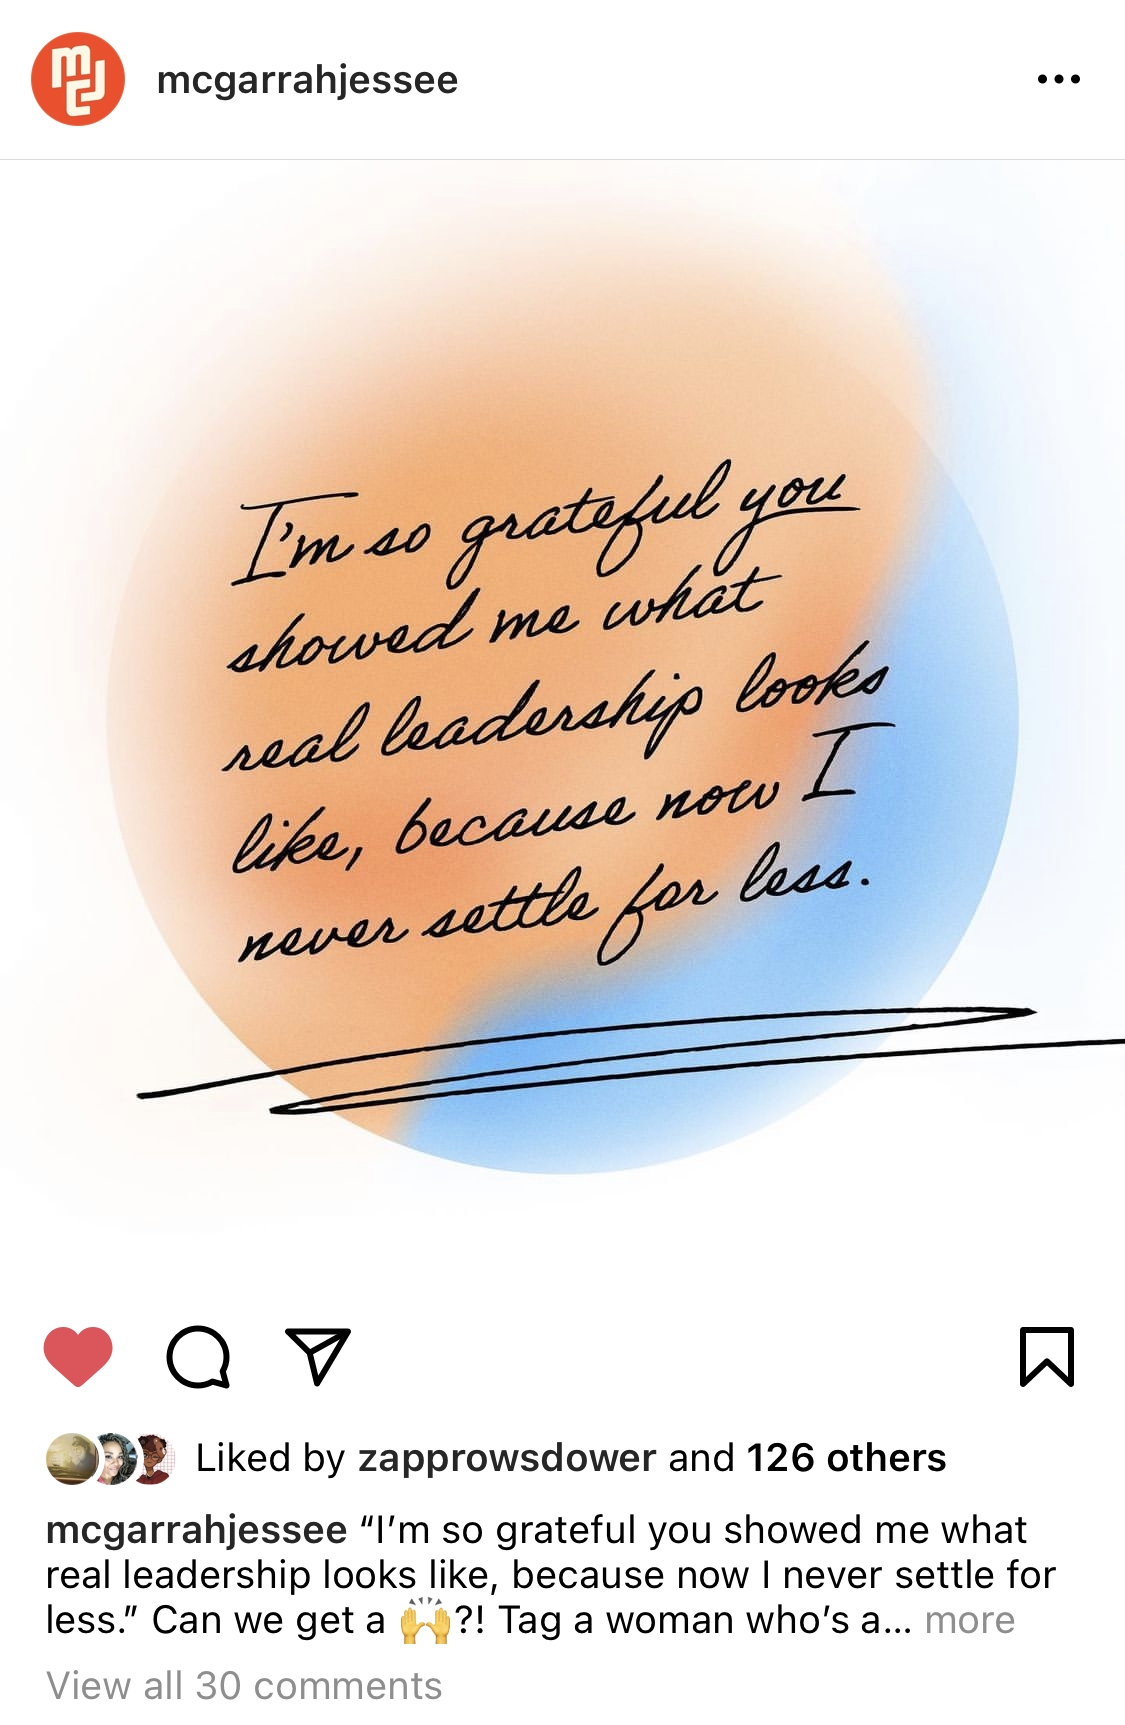 mcgarrahjessee
I'm so grateful you
showed me what
real leadership looks
like, because now I
never settle for less.
Liked by zapprowsdower and 126 others
mcgarrahjessee “I’m so grateful you showed me what
real leadership looks like, because now I never settle for
less.” Can we get a 🙌?! Tag a woman who’s a... more
View all 30 comments